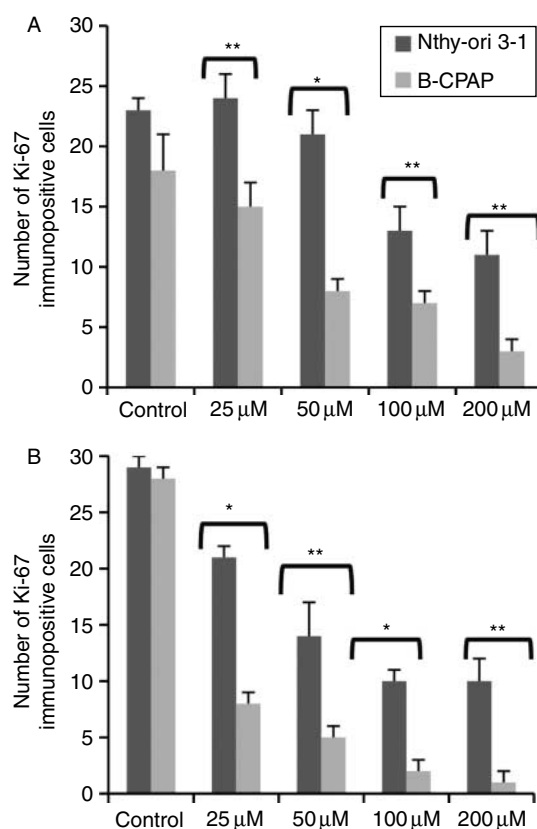 A
Nthy-ori 3-1
B-CPAP
Number of Ki-67
immunopositive cells
30
25
20
15
10
5
0
**
*
**
**
Control
25 μM
50 μM
100 μM
200 μM
B
Number of Ki-67
immunopositive cells
30
25
20
15
10
5
0
*
**
*
**
Control
25 μM
50 μM
100 μM
200 μM